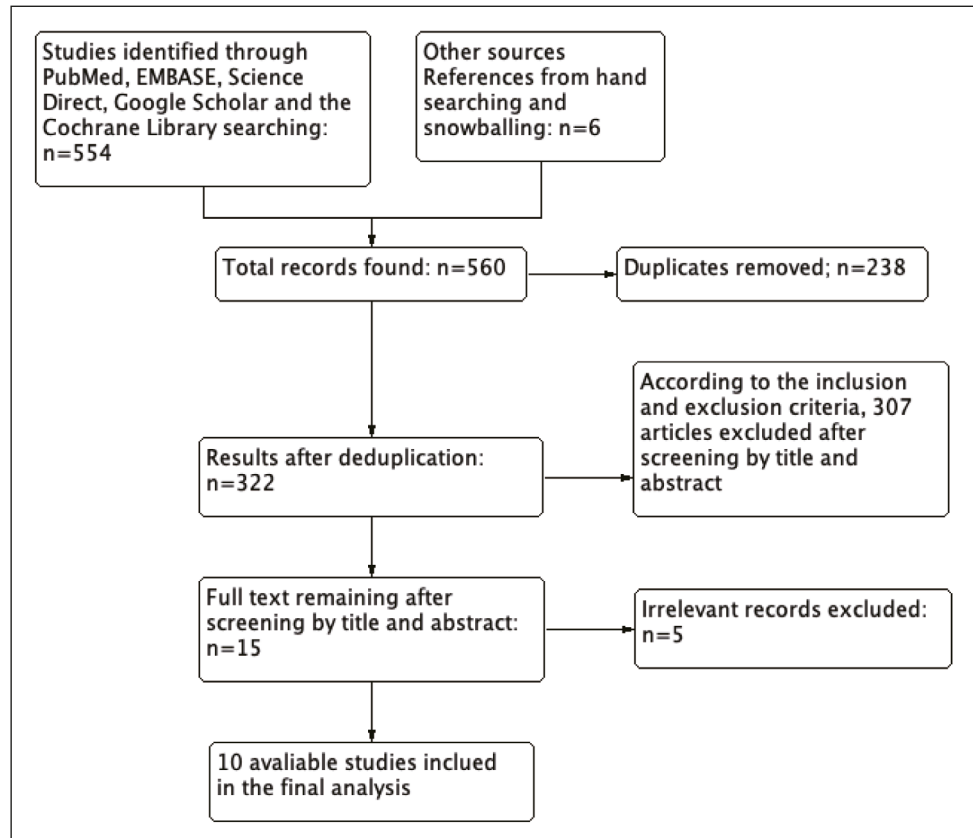 Studies identified through
PubMed, EMBASE, Science
Direct, Google Scholar and the
Cochrane Library searching:
n=554
Other sources
References from hand
searching and
snowballing: n=6
Total records found: n=560
Duplicates removed; n=238
According to the inclusion
and exclusion criteria, 307
articles excluded after
screening by title and
abstract
Results after deduplication:
n=322
Full text remaining after
screening by title and abstract:
n=15
Irrelevant records excluded:
n=5
10 avaliable studies inclued
in the final analysis